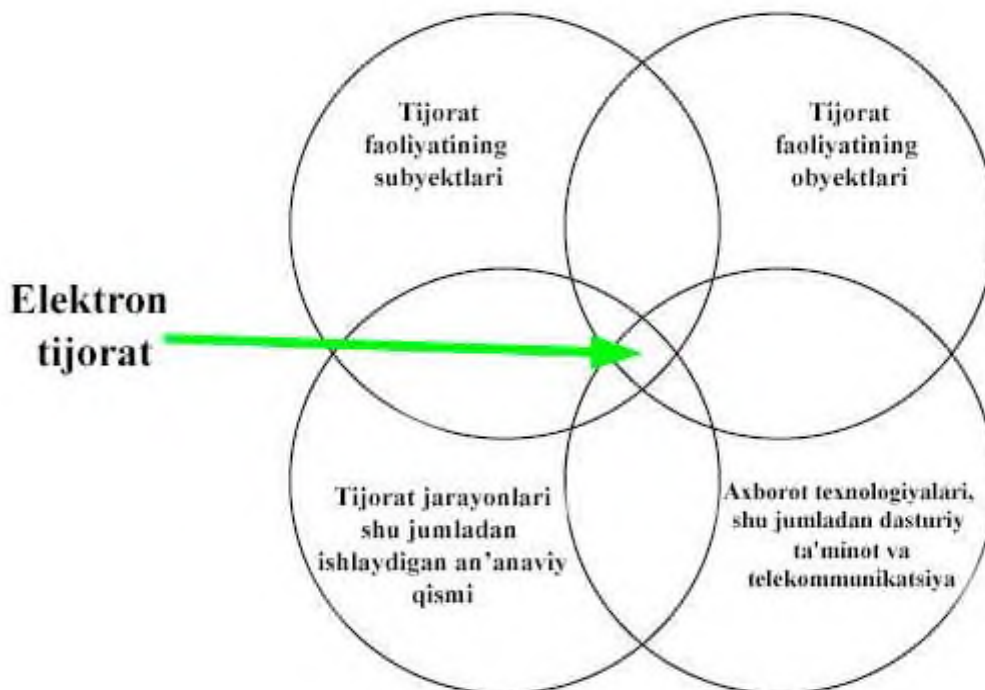 Tijorat
faoliyatining
subyektlari
Tijorat
faoliyatining
obyektlari
Elektron
tijorat
Tijorat jarayonlari
shu jumladan
ishlaydigan an’anaviy
qismi
Axborot texnologiyalari,
shu jumladan dasturiy
ta'minot va
telekommunikatsiya